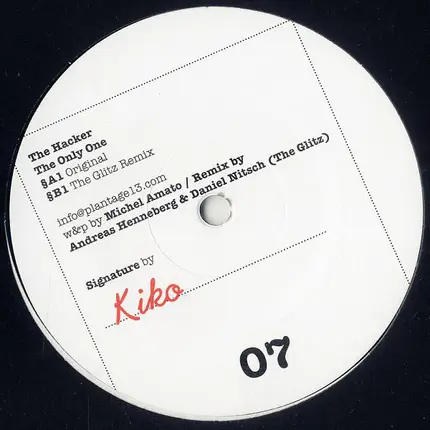 The Hacker
The Only One
§A1 Original
§B1 The Glitz Remix
info@plantage13.com
w&p by Michel Amato / Remix by
Andreas Henneberg & Daniel Nitsch (The Glitz)
Signature by
Kiko
07